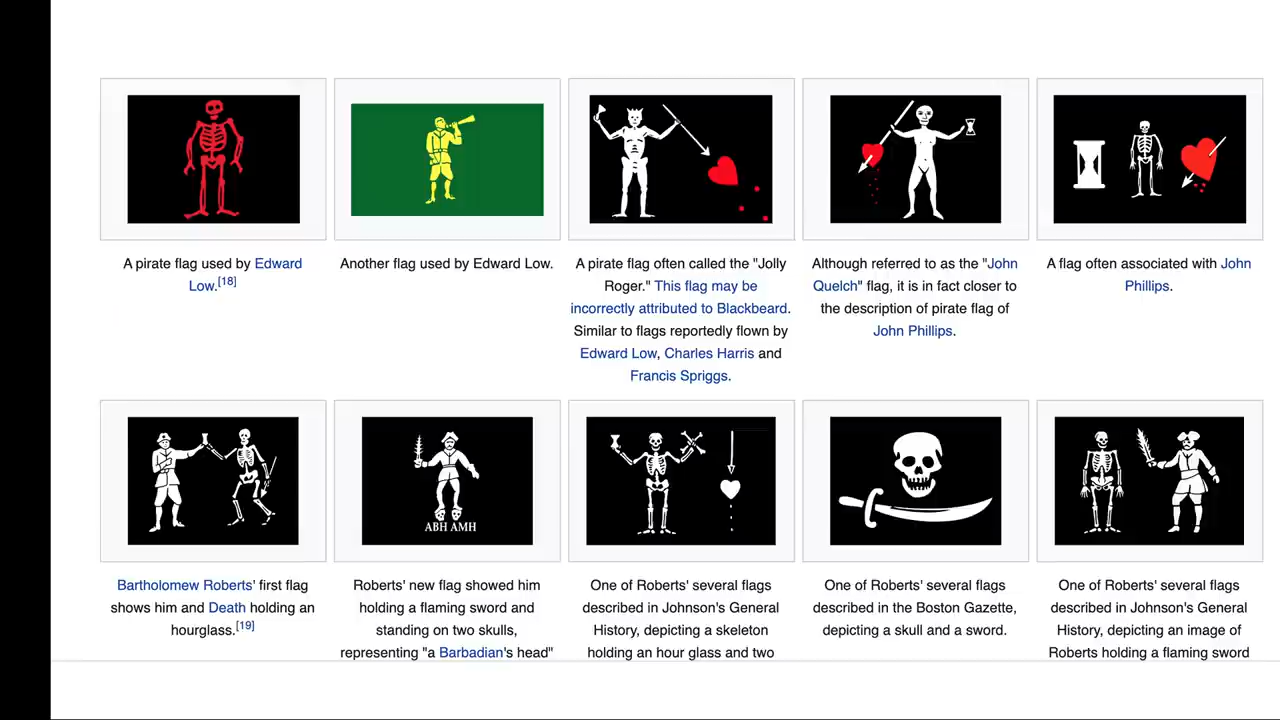 A pirate flag used by Edward
Low.[18]
Another flag used by Edward Low.
A pirate flag often called the "Jolly
Roger." This flag may be
incorrectly attributed to Blackbeard.
Similar to flags reportedly flown by
Edward Low, Charles Harris and
Francis Spriggs.
Although referred to as the "John
Quelch" flag, it is in fact closer to
the description of pirate flag of
John Phillips.
A flag often associated with John
Phillips.
ABH AMH
Bartholomew Roberts' first flag
shows him and Death holding an
hourglass.[19]
Roberts' new flag showed him
holding a flaming sword and
standing on two skulls,
representing "a Barbadian's head"
One of Roberts' several flags
described in Johnson's General
History, depicting a skeleton
holding an hour glass and two
One of Roberts' several flags
described in the Boston Gazette,
depicting a skull and a sword.
One of Roberts' several flags
described in Johnson's General
History, depicting an image of
Roberts holding a flaming sword